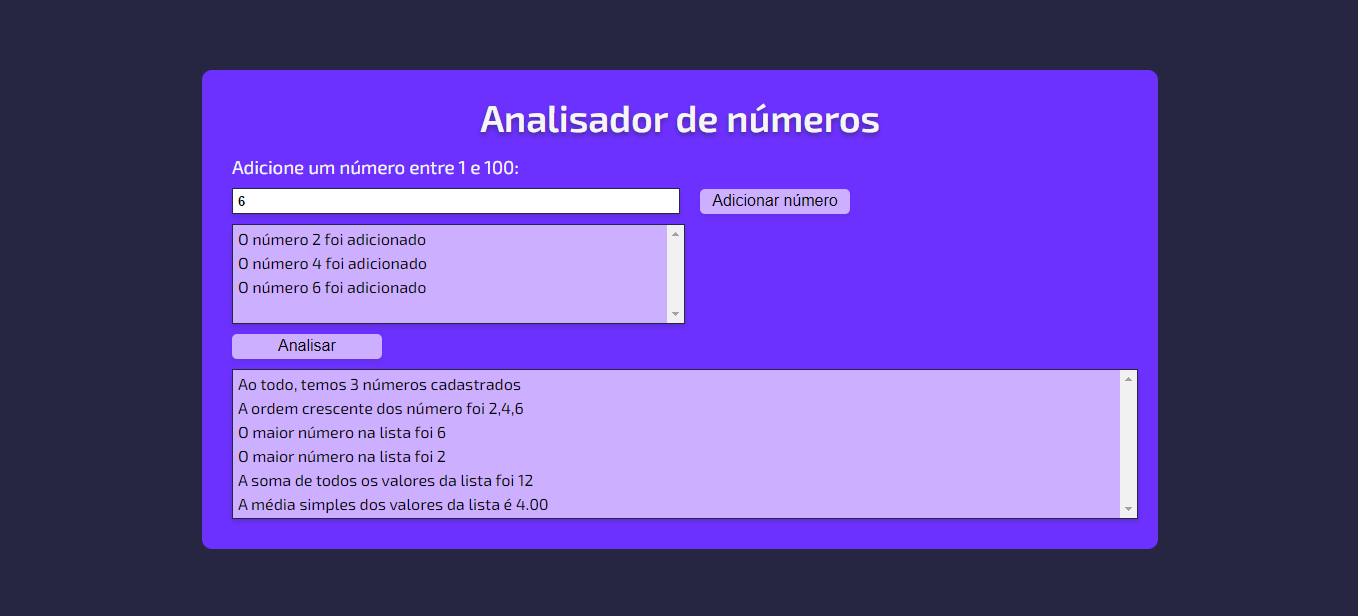 Analisador de números
Adicione um número entre 1 e 100:
6
Adicionar número
O número 2 foi adicionado
O número 4 foi adicionado
O número 6 foi adicionado
Analisar
Ao todo, temos 3 números cadastrados
A ordem crescente dos número foi 2,4,6
O maior número na lista foi 6
O maior número na lista foi 2
A soma de todos os valores da lista foi 12
A média simples dos valores da lista é 4.00